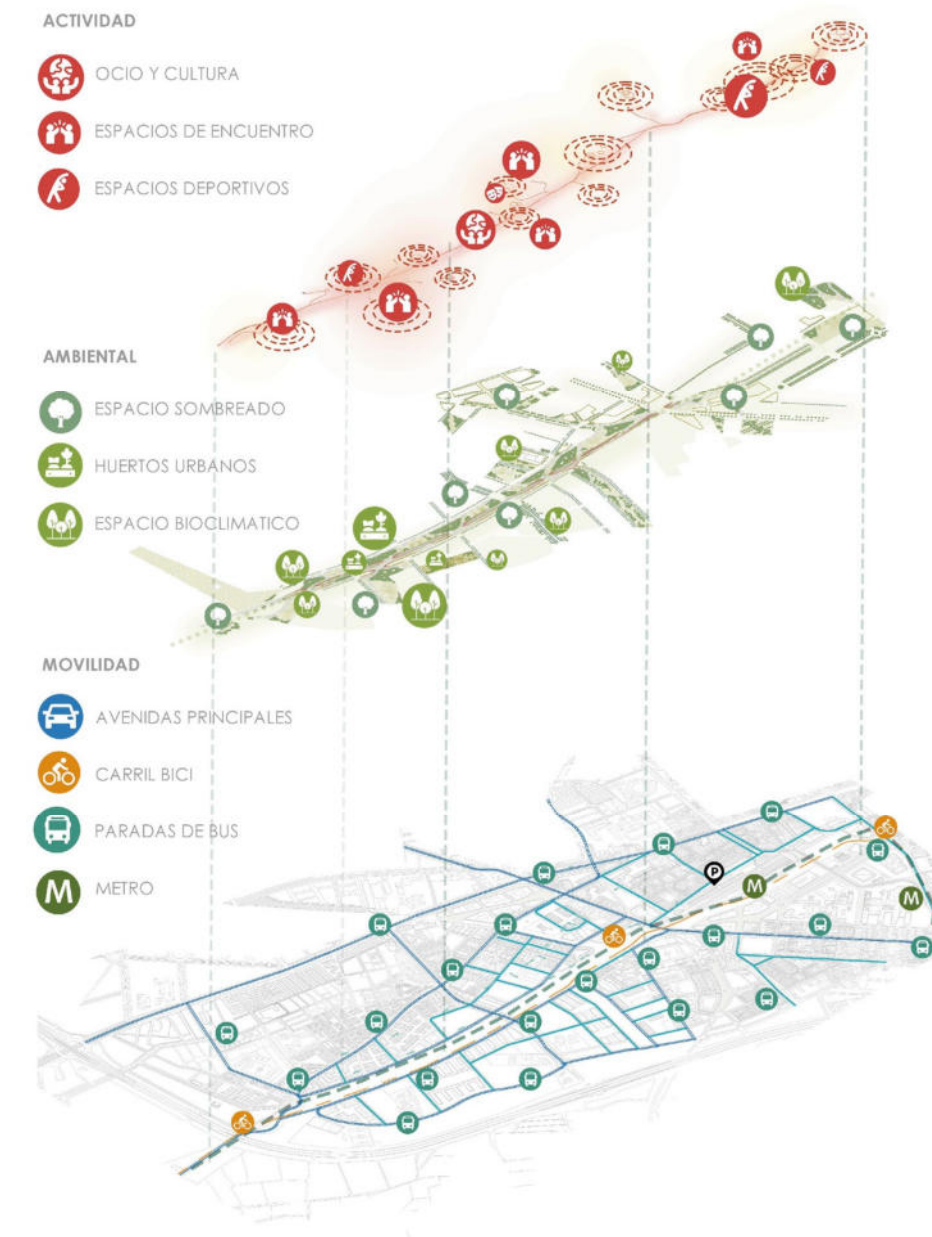 ACTIVIDAD
OCIO Y CULTURA
ESPACIOS DE ENCUENTRO
ESPACIOS DEPORTIVOS
AMBIENTAL
ESPACIO SOMBREADO
HUERTOS URBANOS
ESPACIO BIOCLIMATICO
MOVILIDAD
AVENIDAS PRINCIPALES
CARRIL BICI
PARADAS DE BUS
M METRO
P
M
M